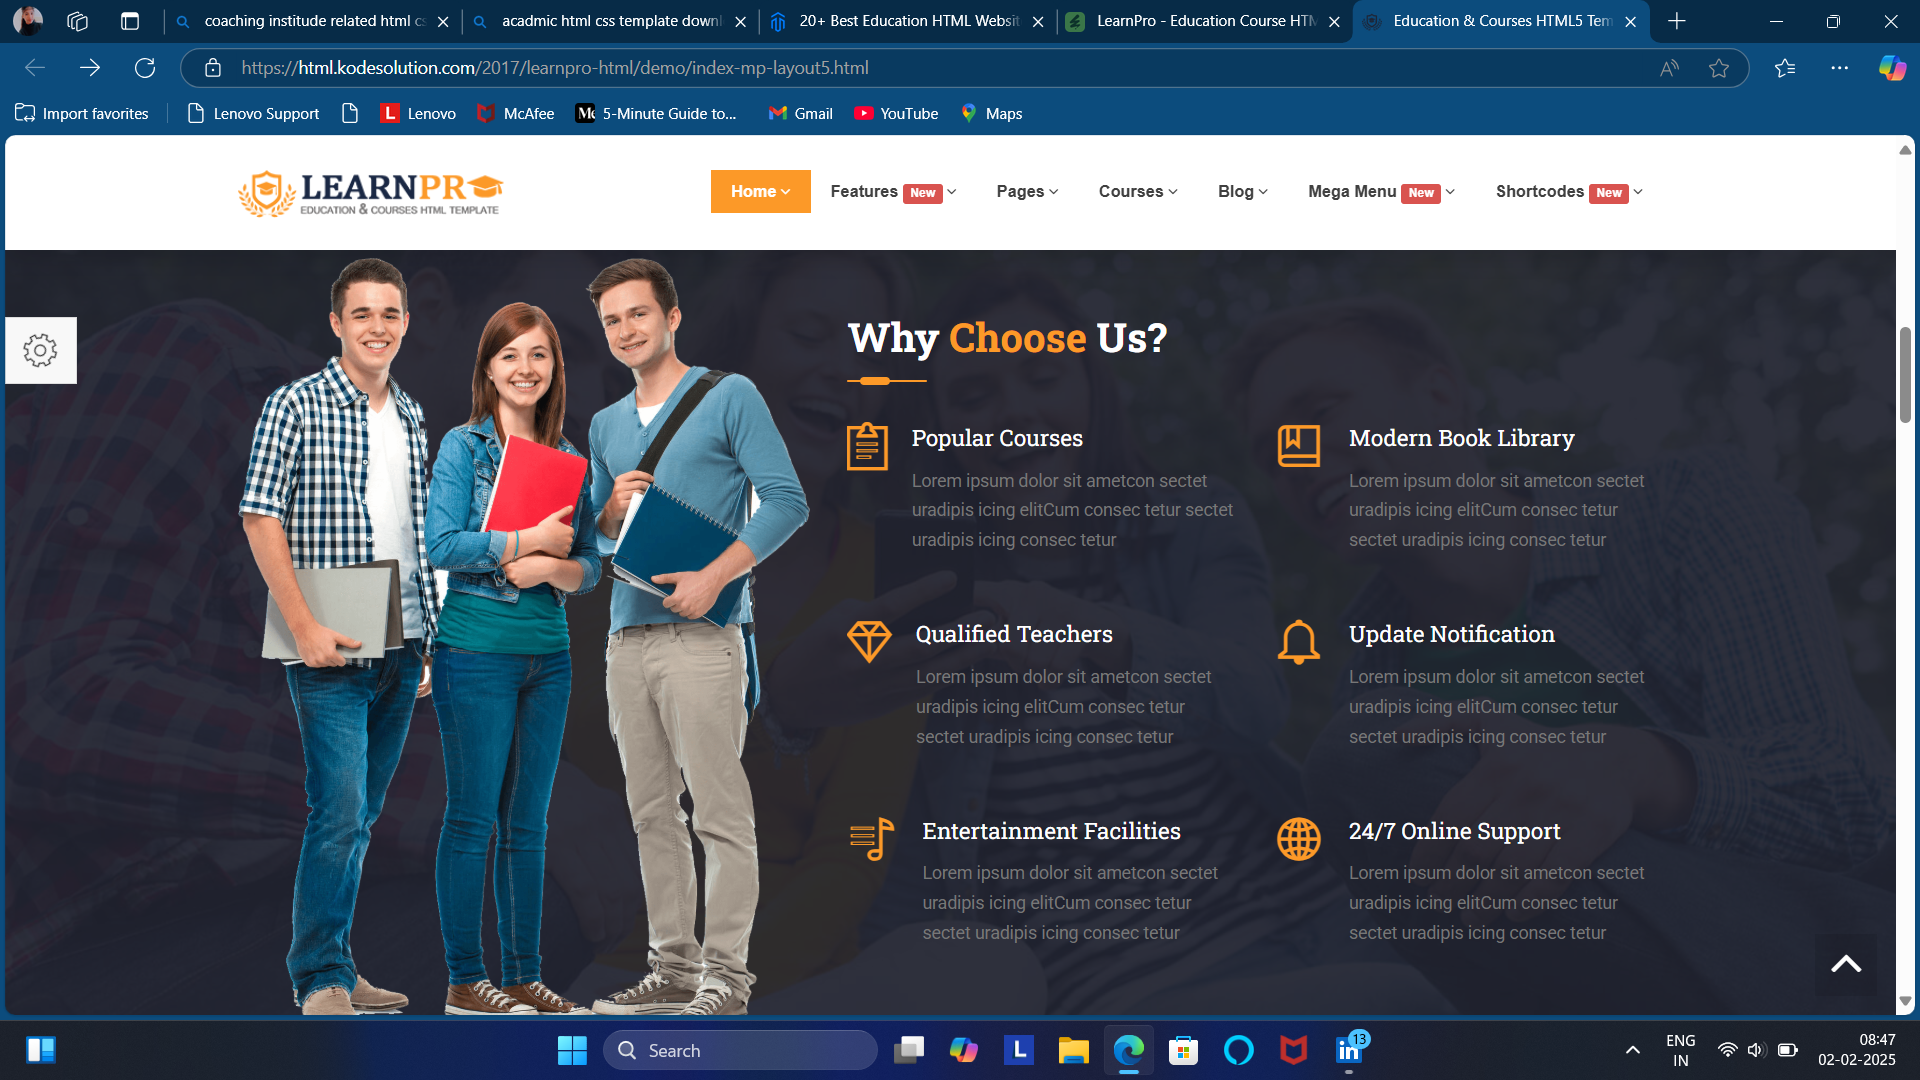 coaching institude related html cs
acadmic html css template downl
20+ Best Education HTML Websit
LearnPro - Education Course HTM
Education & Courses HTML5 Tem
https://html.kodesolution.com/2017/learnpro-html/demo/index-mp-layout5.html
Import favorites
Lenovo Support
L Lenovo
McAfee
5-Minute Guide to...
Gmail
YouTube
Maps
LEARNPRO
EDUCATION & COURSES HTML TEMPLATE
Home
Features New
Pages
Courses
Blog
Mega Menu New
Shortcodes New
Why Choose Us?
Popular Courses
Lorem ipsum dolor sit ametcon sectet
uradipis icing elitCum consec tetur sectet
uradipis icing consec tetur
Modern Book Library
Lorem ipsum dolor sit ametcon sectet
uradipis icing elitCum consec tetur
sectet uradipis icing consec tetur
Qualified Teachers
Lorem ipsum dolor sit ametcon sectet
uradipis icing elitCum consec tetur
sectet uradipis icing consec tetur
Update Notification
Lorem ipsum dolor sit ametcon sectet
uradipis icing elitCum consec tetur
sectet uradipis icing consec tetur
Entertainment Facilities
Lorem ipsum dolor sit ametcon sectet
uradipis icing elitCum consec tetur
sectet uradipis icing consec tetur
24/7 Online Support
Lorem ipsum dolor sit ametcon sectet
uradipis icing elitCum consec tetur
sectet uradipis icing consec tetur
Search
L
in
13
ENG
IN
08:47
02-02-2025